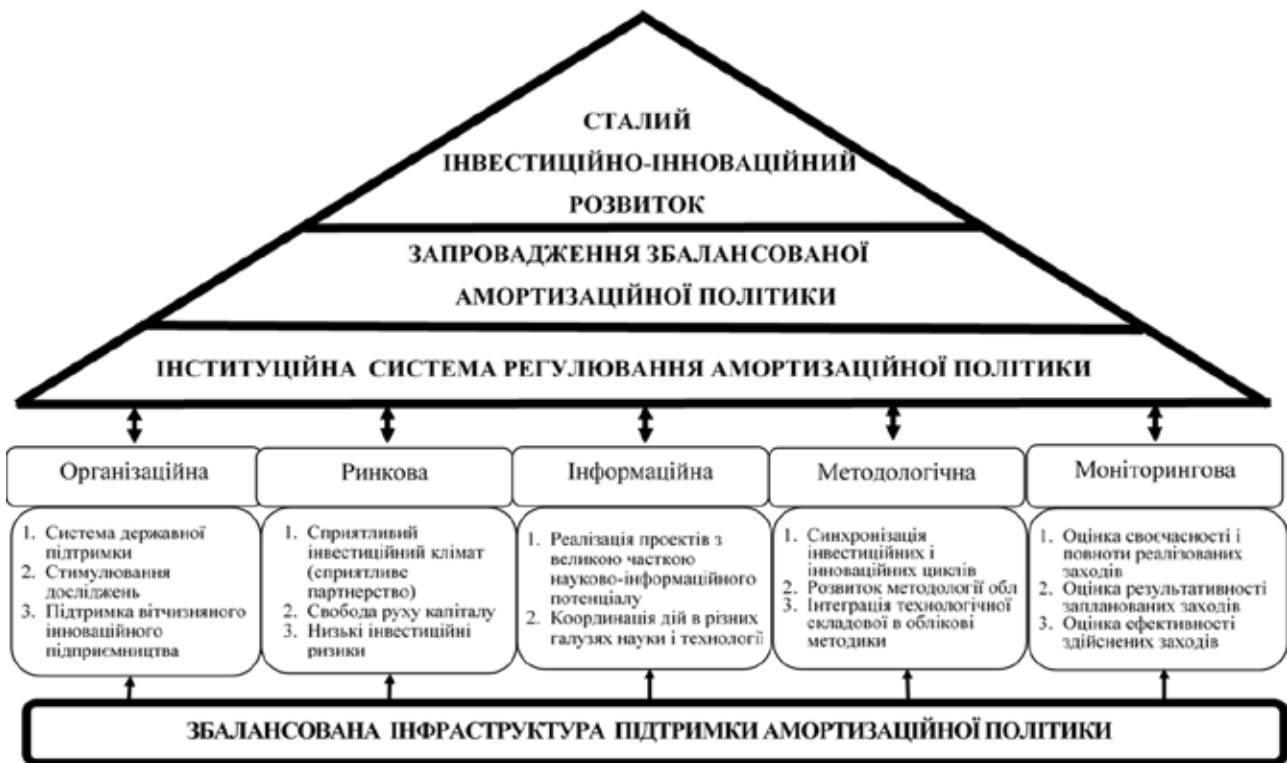 СТАЛИЙ
ІНВЕСТИЦІЙНО-ІННОВАЦІЙНИЙ
РОЗВИТОК
ЗАПРОВАДЖЕННЯ ЗБАЛАНСОВАНОЇ
АМОРТИЗАЦІЙНОЇ ПОЛІТИКИ
ІНСТИТУЦІЙНА СИСТЕМА РЕГУЛЮВАННЯ АМОРТИЗАЦІЙНОЇ ПОЛІТИКИ
Організаційна
1. Система державної
підтримки
2. Стимулювання
досліджень
3. Підтримка вітчизняного
інноваційного
підприємництва
Ринкова
1. Сприятливий
інвестиційний клімат
(сприятливе
партнерство)
2. Свобода руху капіталу
3. Низькі інвестиційні
ризики
Інформаційна
1. Реалізація проектів з
великою часткою
науково-інформаційного
потенціалу
2. Координація дій в різних
галузях науки і технології
Методологічна
1. Синхронізація
інвестиційних і
інноваційних циклів
2. Розвиток методології обл
3. Інтеграція технологічної
складової в облікові
методики
Моніторингова
1. Оцінка своєчасності і
повноти реалізованих
заходів
2. Оцінка результативності
запланованих заходів
3. Оцінка ефективності
здійснених заходів
ЗБАЛАНСОВАНА ІНФРАСТРУКТУРА ПІДТРИМКИ АМОРТИЗАЦІЙНОЇ ПОЛІТИКИ